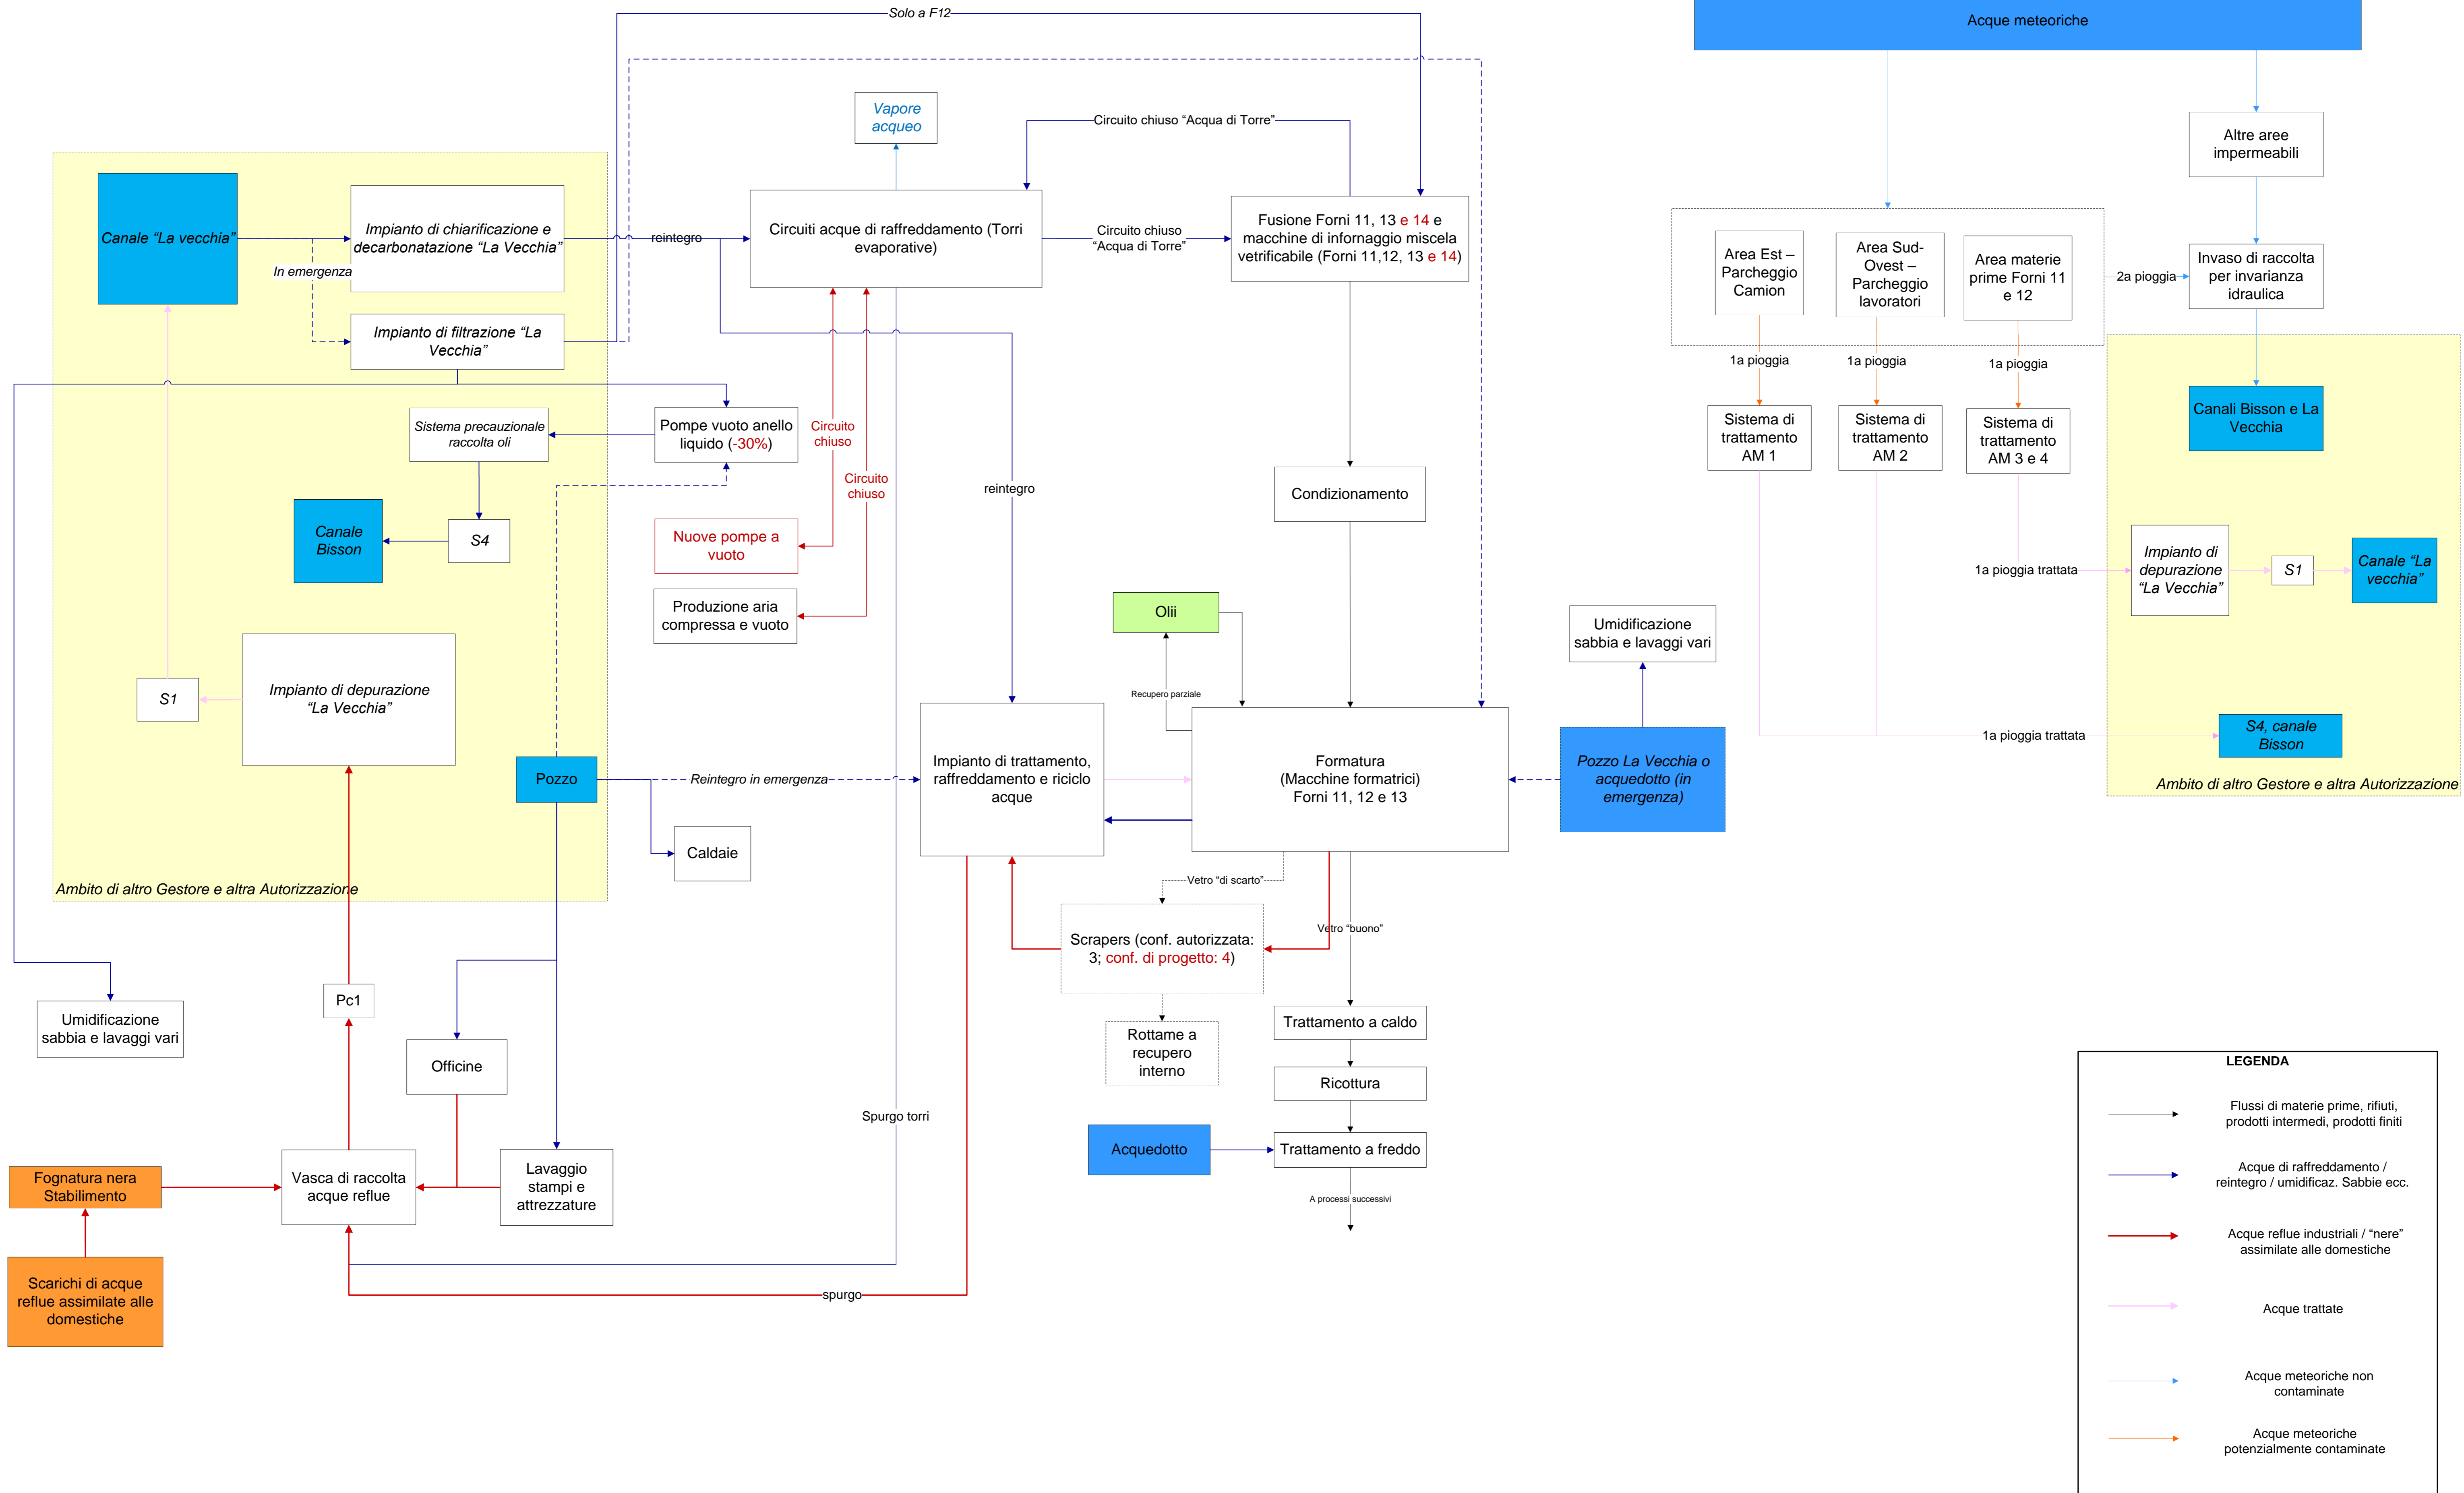 Solo a F12
Acque meteoriche
Vapore
acqueo
Circuito chiuso “Acqua di Torre”
Altre aree
impermeabili
Canale “La vecchia”
Impianto di chiarificazione e
decarbonatazione “La Vecchia”
In emergenza
reintegro
Circuiti acque di raffreddamento (Torri
evaporative)
Circuito chiuso
“Acqua di Torre”
Fusione Forni 11, 13 e 14 e
macchine di infornaggio miscela
vetrificabile (Forni 11,12, 13 e 14)
Area Est –
Parcheggio
Camion
Area Sud-
Ovest –
Parcheggio
lavoratori
Area materie
prime Forni 11
e 12
2a pioggia
Invaso di raccolta
per invarianza
idraulica
Impianto di filtrazione “La
Vecchia”
1a pioggia
1a pioggia
1a pioggia
Sistema precauzionale
raccolta oli
Pompe vuoto anello
liquido (-30%)
Circuito
chiuso
Circuito
chiuso
Sistema di
trattamento
AM 1
Sistema di
trattamento
AM 2
Sistema di
trattamento
AM 3 e 4
Canali Bisson e La
Vecchia
reintegro
Condizionamento
Canale
Bisson
S4
Nuove pompe a
vuoto
Produzione aria
compressa e vuoto
Olii
Recupero parziale
Umidificazione
sabbia e lavaggi vari
1a pioggia trattata
Impianto di
depurazione
“La Vecchia”
S1
Canale “La
vecchia”
S1
Impianto di depurazione
“La Vecchia”
Pozzo
Reintegro in emergenza
Impianto di trattamento,
raffreddamento e riciclo
acque
Formatura
(Macchine formatrici)
Forni 11, 12 e 13
Pozzo La Vecchia o
acquedotto (in
emergenza)
1a pioggia trattata
S4, canale
Bisson
Ambito di altro Gestore e altra Autorizzazione
Caldaie
Ambito di altro Gestore e altra Autorizzazione
Vetro “di scarto”
Vetro “buono”
Scrapers (conf. autorizzata:
3; conf. di progetto: 4)
Pc1
Umidificazione
sabbia e lavaggi vari
Officine
Rottame a
recupero
interno
Trattamento a caldo
Ricottura
Spurgo torri
Acquedotto
Trattamento a freddo
A processi successivi
Fognatura nera
Stabilimento
Vasca di raccolta
acque reflue
Lavaggio
stampi e
attrezzature
Scarichi di acque
reflue assimilate alle
domestiche
spurgo
LEGENDA
Flussi di materie prime, rifiuti,
prodotti intermedi, prodotti finiti
Acque di raffreddamento /
reintegro / umidificaz. Sabbie ecc.
Acque reflue industriali / “nere”
assimilate alle domestiche
Acque trattate
Acque meteoriche non
contaminate
Acque meteoriche
potenzialmente contaminate